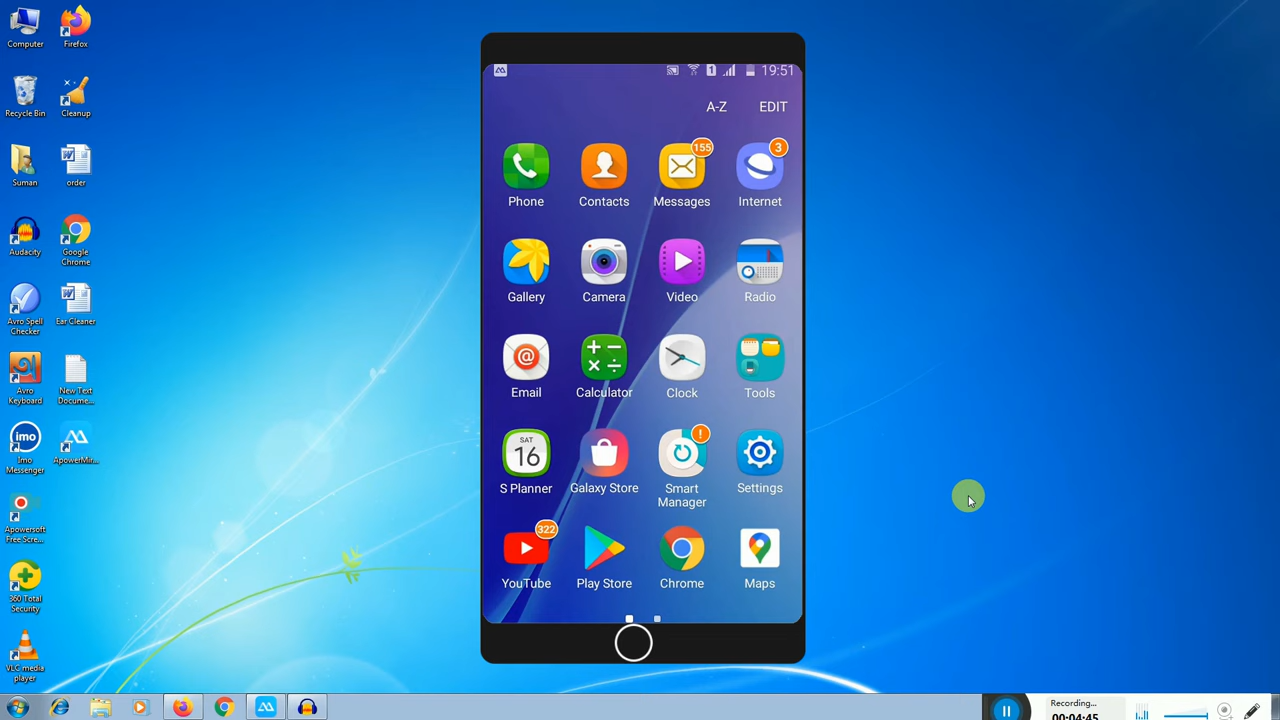 Computer
Firefox
Recycle Bin
Cleanup
Suman
order
Audacity
Google
Chrome
Avro Spell
Checker
Ear Cleaner
Avro
Keyboard
New Text
Docume...
imo
Imo
Messenger
ApowerMir...
Apowersoft
Free Scre...
360 Total
Security
VLC media
player
1 19:51
A-Z EDIT
155
3
Phone Contacts Messages Internet
Gallery Camera Video Radio
Email Calculator Clock Tools
SAT
16
!
S Planner Galaxy Store Smart
Manager Settings
322
YouTube Play Store Chrome Maps
Recording...
00:04:45